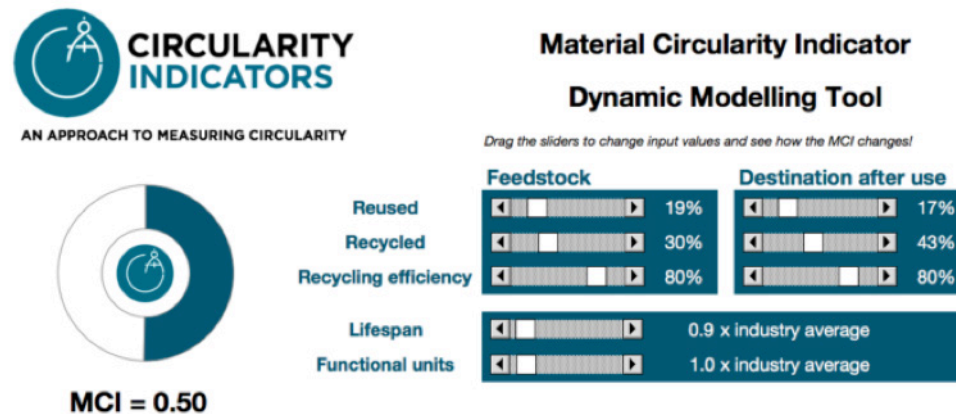 CIRCULARITY
INDICATORS
AN APPROACH TO MEASURING CIRCULARITY
Material Circularity Indicator
Dynamic Modelling Tool
Drag the sliders to change input values and see how the MCI changes!
Feedstock Destination after use
Reused 19% 17%
Recycled 30% 43%
Recycling efficiency 80% 80%
Lifespan 0.9 x industry average
Functional units 1.0 x industry average
MCI = 0.50